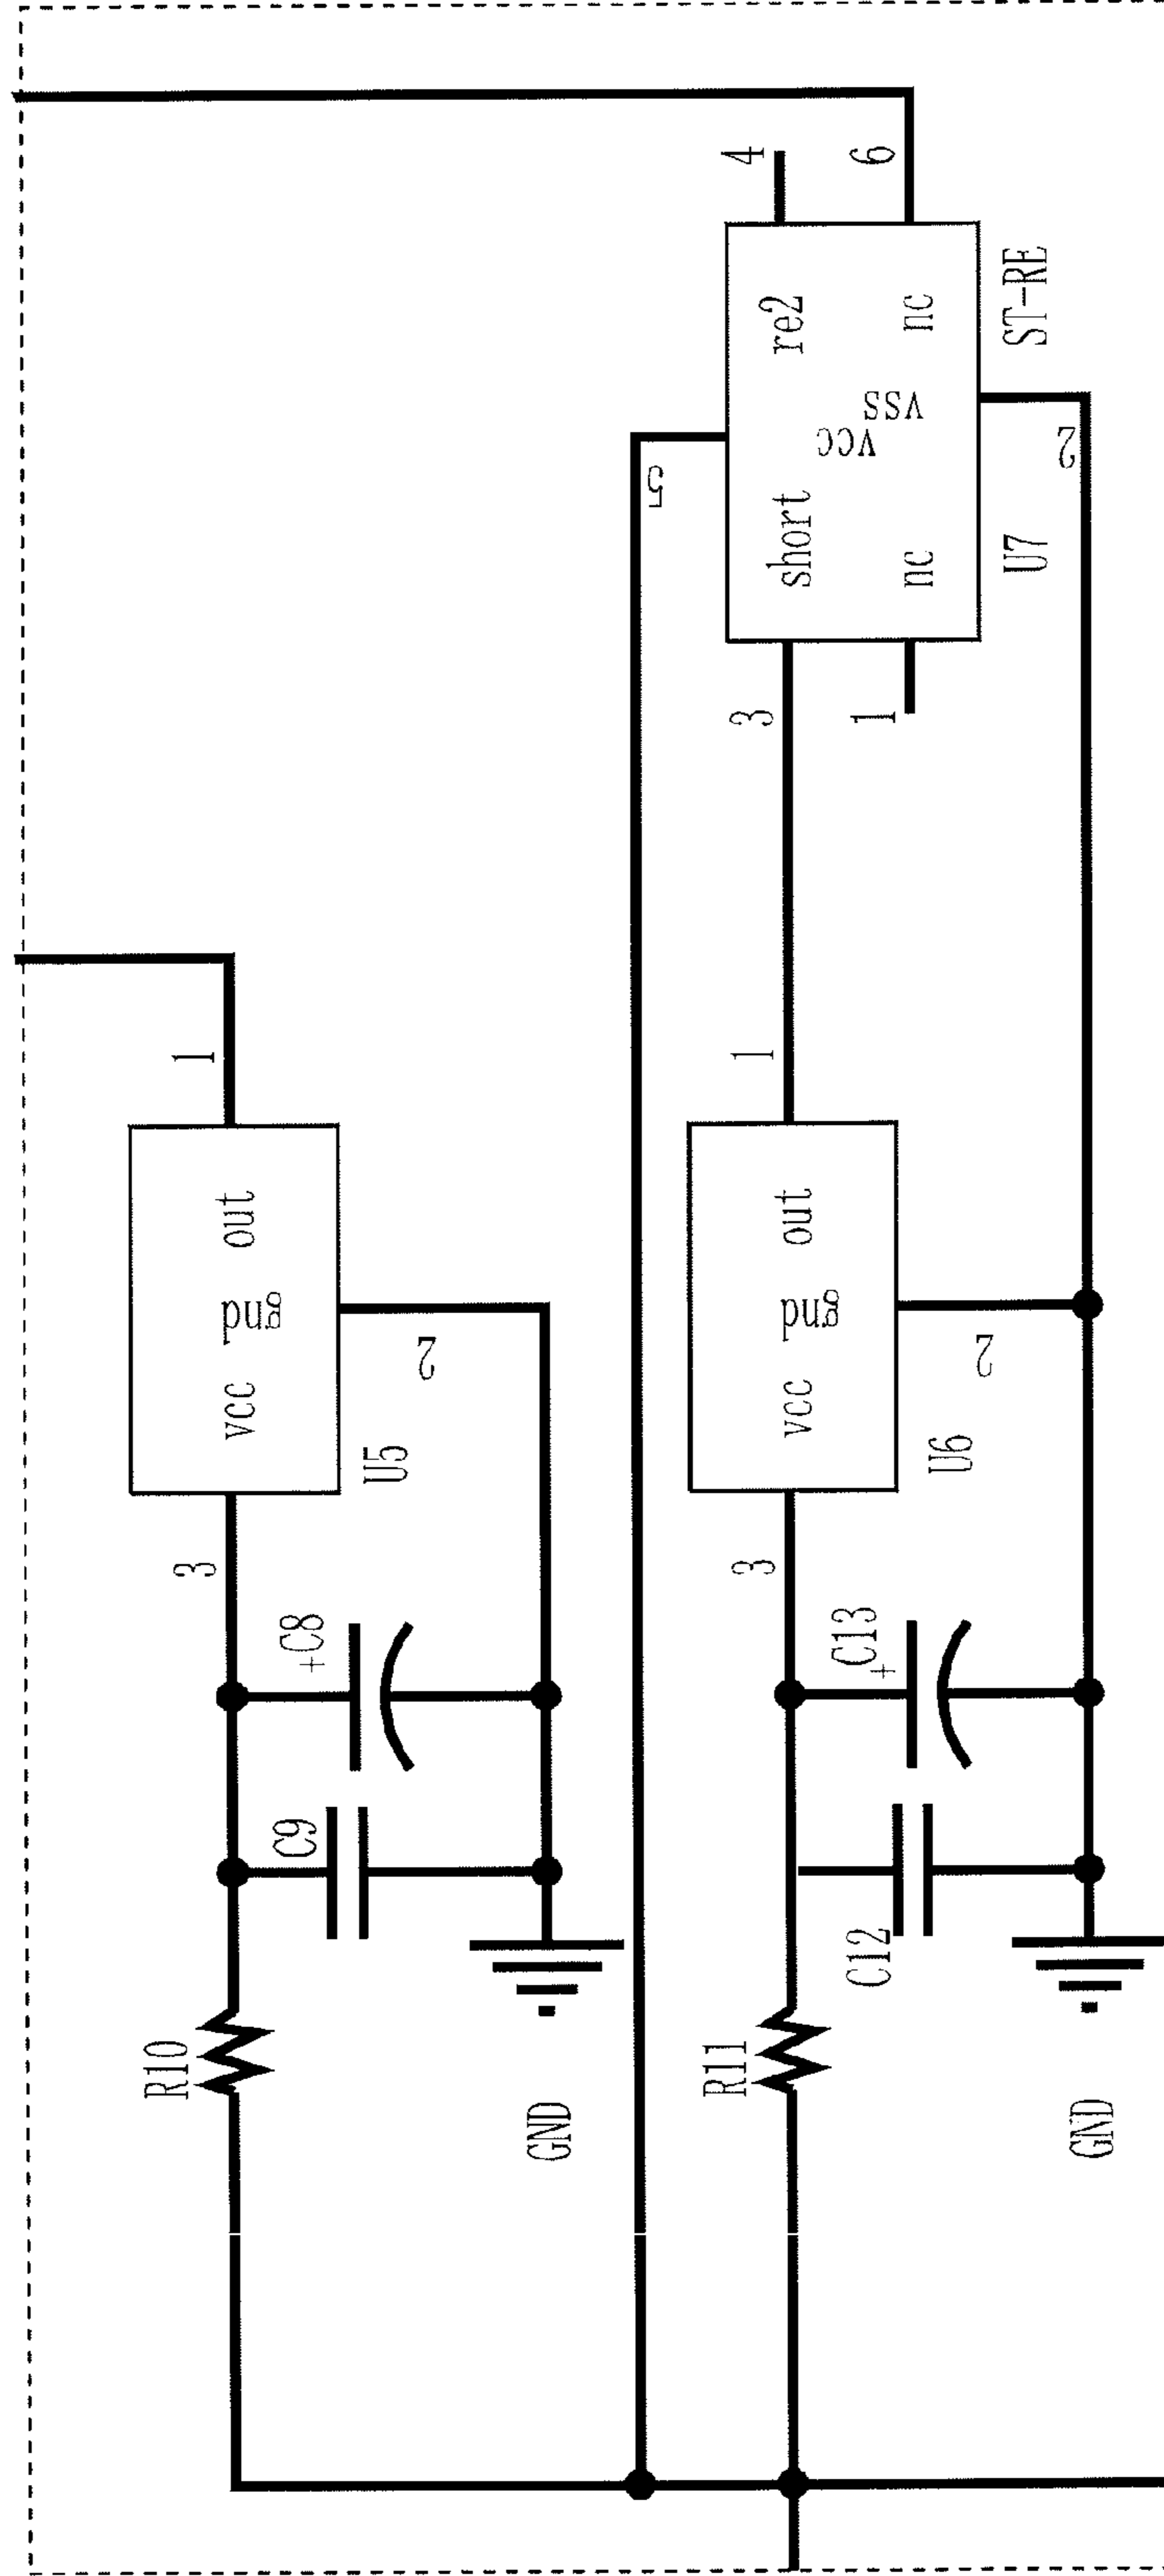 R10
C9
+C8
3
U5
vcc
gnd
out
2
1
GND
R11
C12
C13
+
3
U6
vcc
gnd
out
2
1
GND
5
3
1
short
nc
vcc
vss
re2
nc
4
6
2
U7
ST-RE